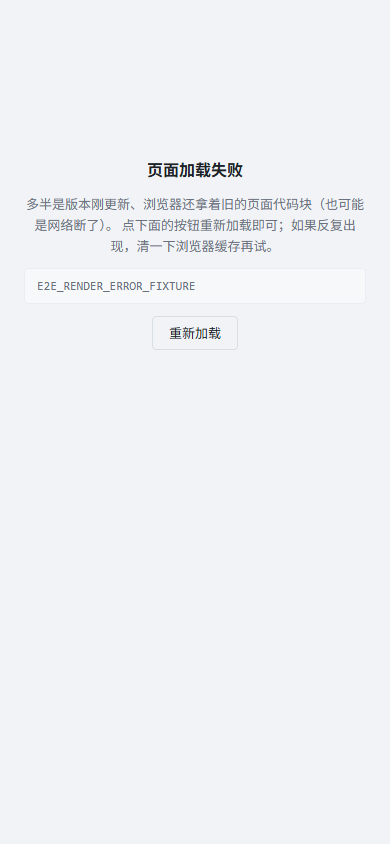 页面加载失败
多半是版本刚更新、浏览器还拿着旧的页面代码块（也可能
是网络断了）。 点下面的按钮重新加载即可；如果反复出
现，清一下浏览器缓存再试。
E2E_RENDER_ERROR_FIXTURE
重新加载